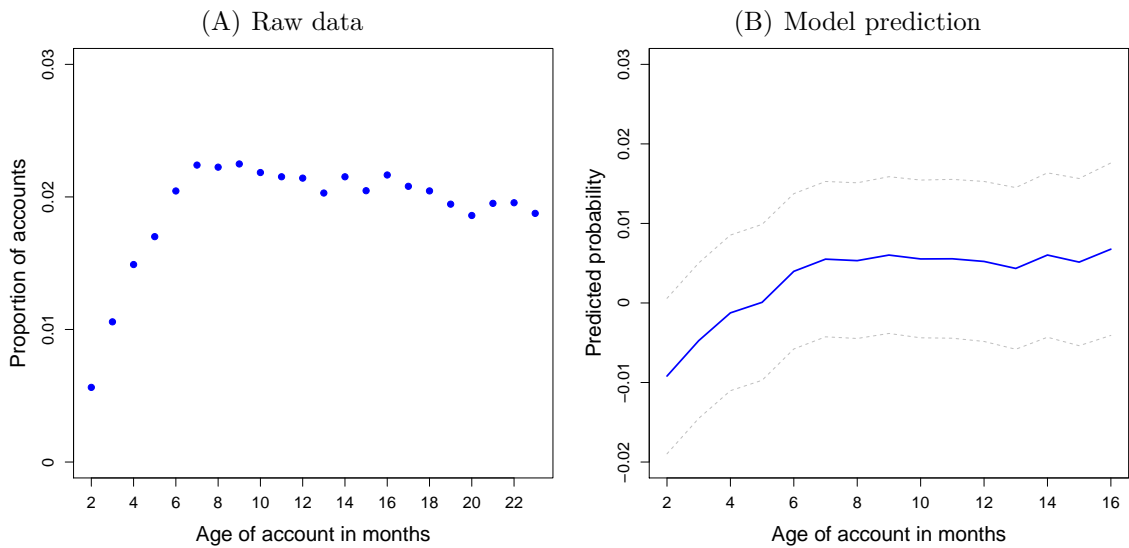 (A) Raw data
Proportion of accounts
0.03
0.02
0.01
0
2 4 6 8 10 12 14 16 18 20 22
Age of account in months
(B) Model prediction
Predicted probability
0.03
0.02
0.01
0
−0.01
−0.02
2 4 6 8 10 12 14 16
Age of account in months